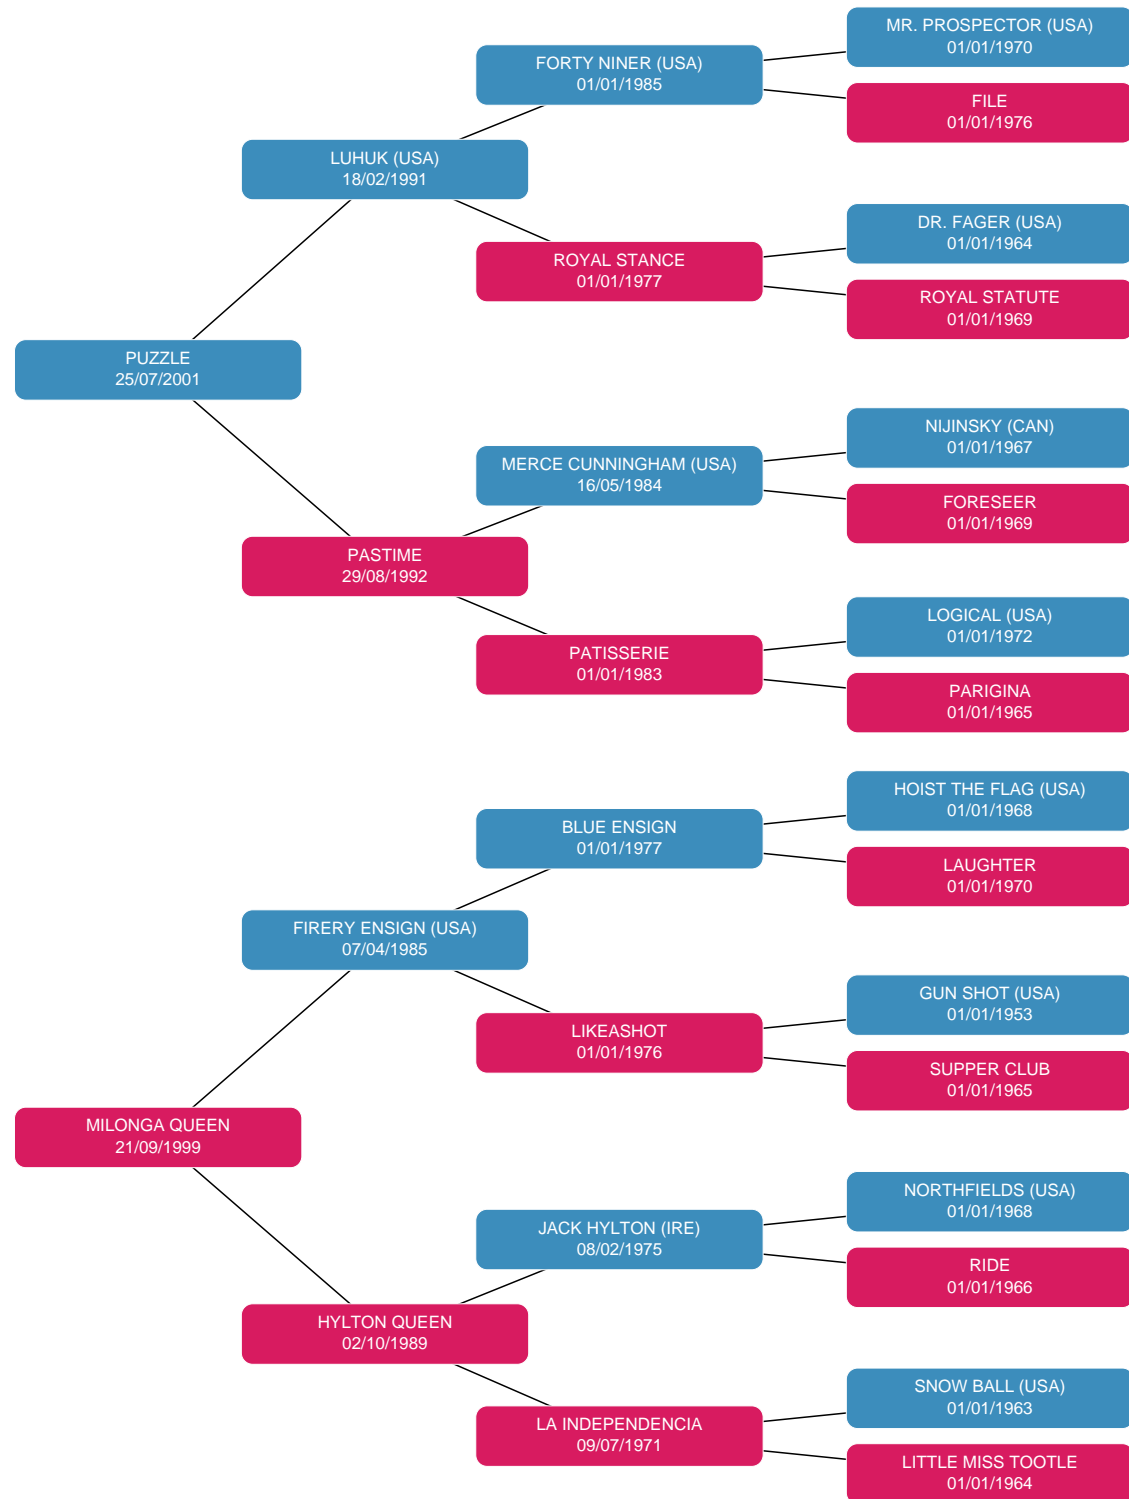 MR. PROSPECTOR (USA)
01/01/1970
FORTY NINER (USA)
01/01/1985
FILE
01/01/1976
LUHUK (USA)
18/02/1991
DR. FAGER (USA)
01/01/1964
ROYAL STANCE
01/01/1977
ROYAL STATUTE
01/01/1969
PUZZLE
25/07/2001
NIJINSKY (CAN)
01/01/1967
MERCE CUNNINGHAM (USA)
16/05/1984
FORESEER
01/01/1969
PASTIME
29/08/1992
LOGICAL (USA)
01/01/1972
PATISSERIE
01/01/1983
PARIGINA
01/01/1965
HOIST THE FLAG (USA)
01/01/1968
BLUE ENSIGN
01/01/1977
LAUGHTER
01/01/1970
FIRERY ENSIGN (USA)
07/04/1985
GUN SHOT (USA)
01/01/1953
LIKEASHOT
01/01/1976
SUPPER CLUB
01/01/1965
MILONGA QUEEN
21/09/1999
NORTHFIELDS (USA)
01/01/1968
JACK HYLTON (IRE)
08/02/1975
RIDE
01/01/1966
HYLTON QUEEN
02/10/1989
SNOW BALL (USA)
01/01/1963
LA INDEPENDENCIA
09/07/1971
LITTLE MISS TOOTLE
01/01/1964